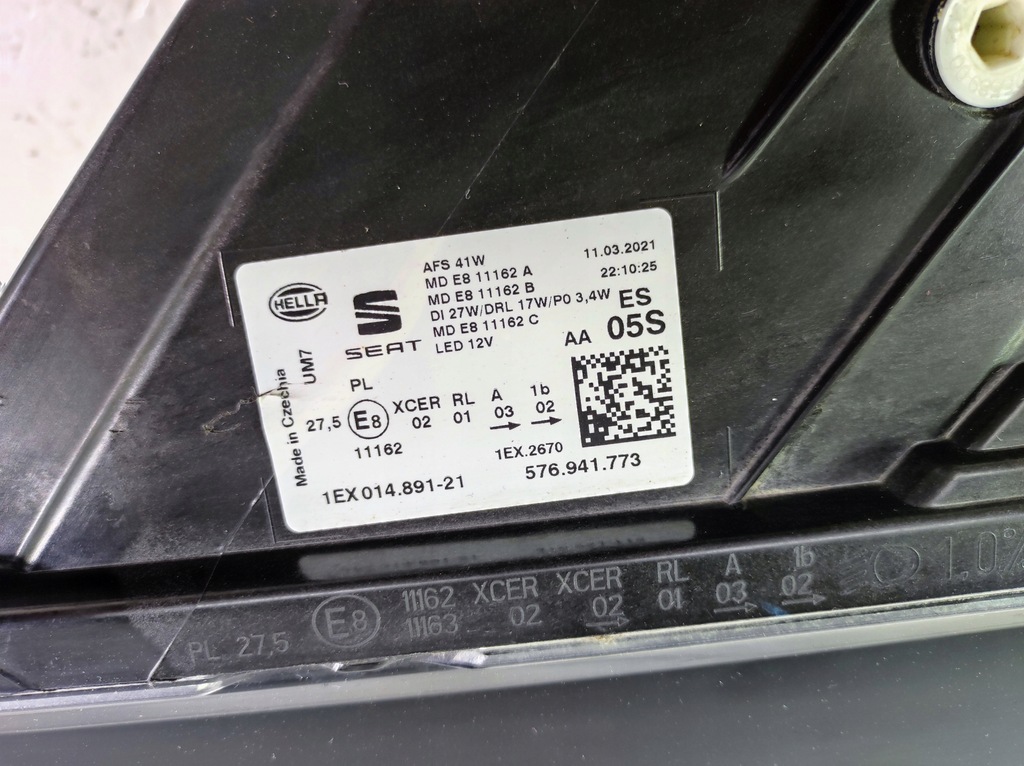 HELLA
SEAT
AFS 41W
MD E8 11162 A
MD E8 11162 B
DI 27W/DRL 17W/PO 3,4W
MD E8 11162 C
LED 12V
11.03.2021
22:10:25
ES
AA 05S
Made in Czechia
UM7
PL
27,5 E8 XCER RL A 1b
02 01 03 02
11162
1EX.2670
1EX 014.891-21
576.941.773
PL 27,5 E8 11162 XCER XCER RL A 1b
11163 02 02 01 03 02
1.0%